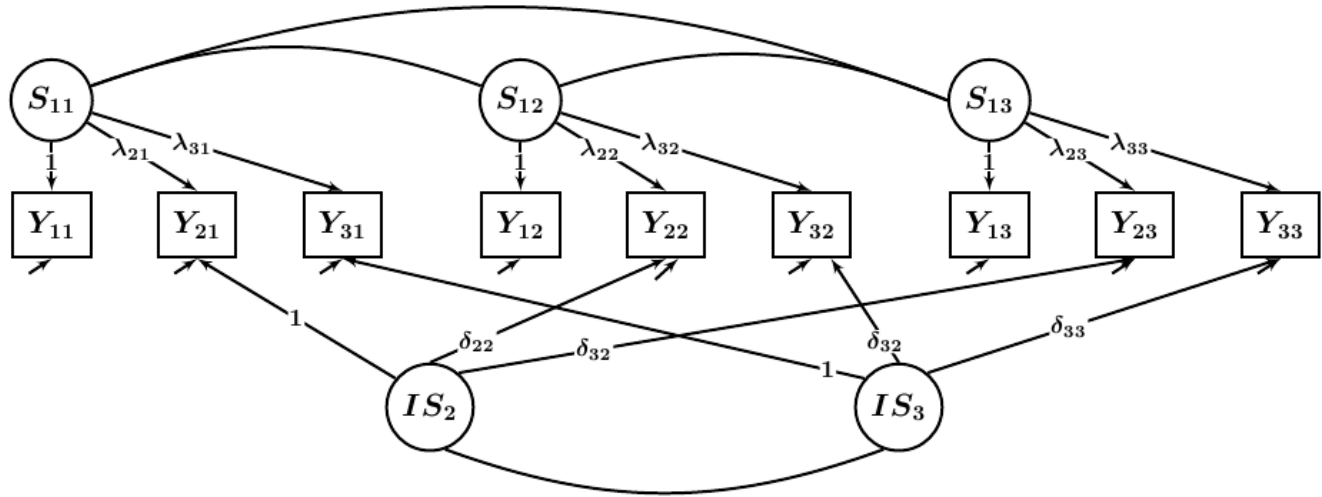 S₁₁ S₁₂ S₁₃
1 λ₂₁ λ₃₁ 1 λ₂₂ λ₃₂ 1 λ₂₃ λ₃₃
Y₁₁ Y₂₁ Y₃₁ Y₁₂ Y₂₂ Y₃₂ Y₁₃ Y₂₃ Y₃₃
1 δ₂₂ δ₃₂ 1 δ₃₂ δ₃₃
IS₂ IS₃